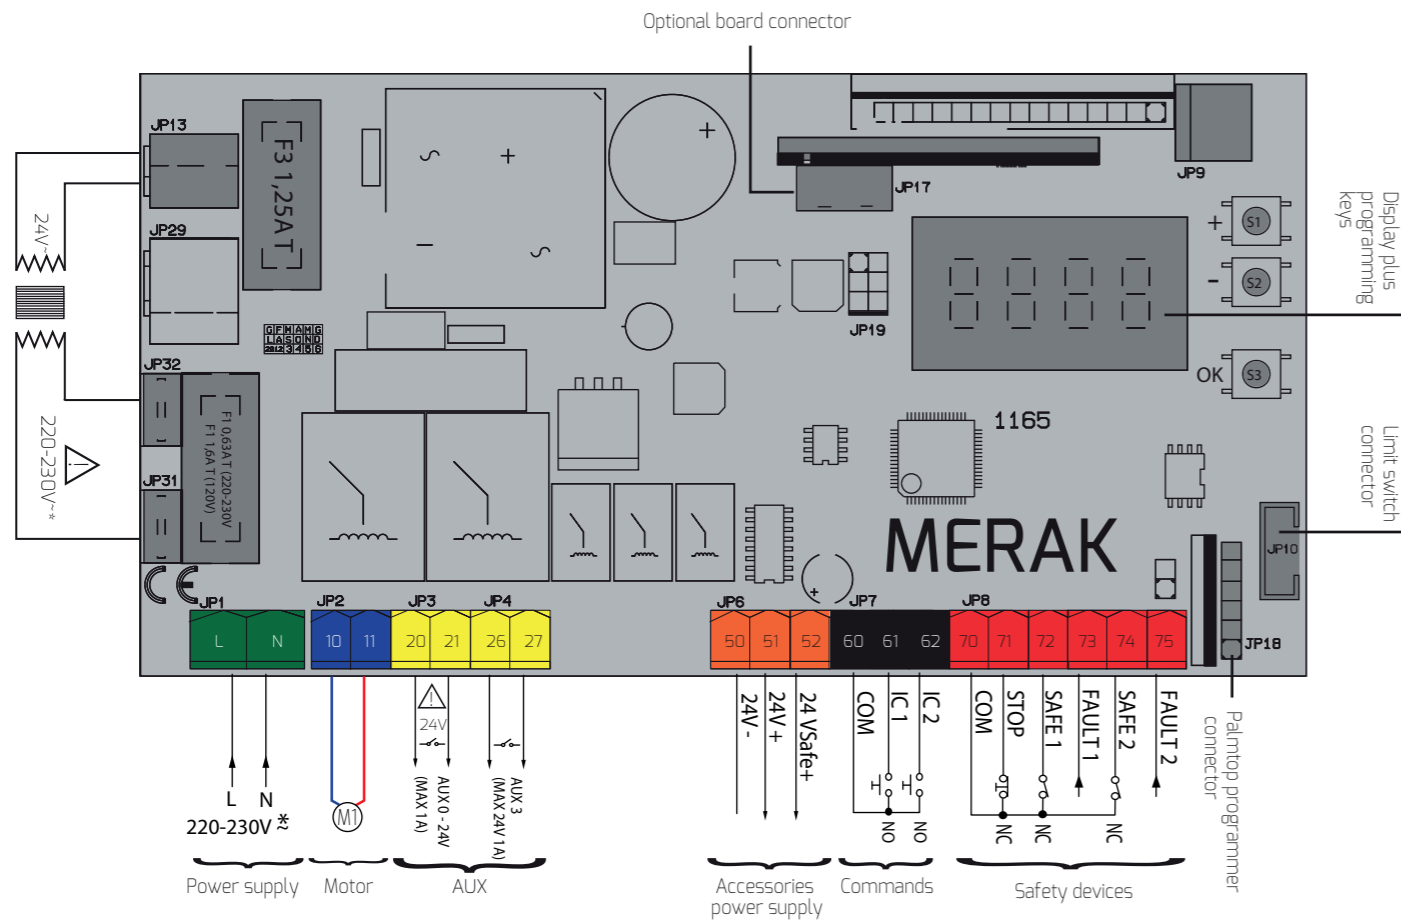 Optional board connector
JP13
F3 1,25A T
JP17
JP9
+
S1
-
S2
OK
S3
Display plus
programming
keys
24V~
JP29
JP19
JP32
F1 0,63A T (220-230V
F1 1,6A T (120V)
220-230V~*
JP31
1165
MERAK
Limit switch
connector
JP10
CE
JP1
JP2
JP3
JP4
JP6
JP7
JP8
JP18
L
N
10
11
20
21
26
27
50
51
52
60
61
62
70
71
72
73
74
75
L
N
220-230V ~*
M1
24V
AUX 0 - 24V
(MAX 1A)
AUX 3
(MAX 24V 1A)
24V -
24V +
24 VSafe+
COM
IC 1
IC 2
NO
NO
COM
STOP
SAFE 1
FAULT 1
SAFE 2
FAULT 2
NC
NC
NC
Palmtop programmer
connector
Power supply
Motor
AUX
Accessories
power supply
Commands
Safety devices